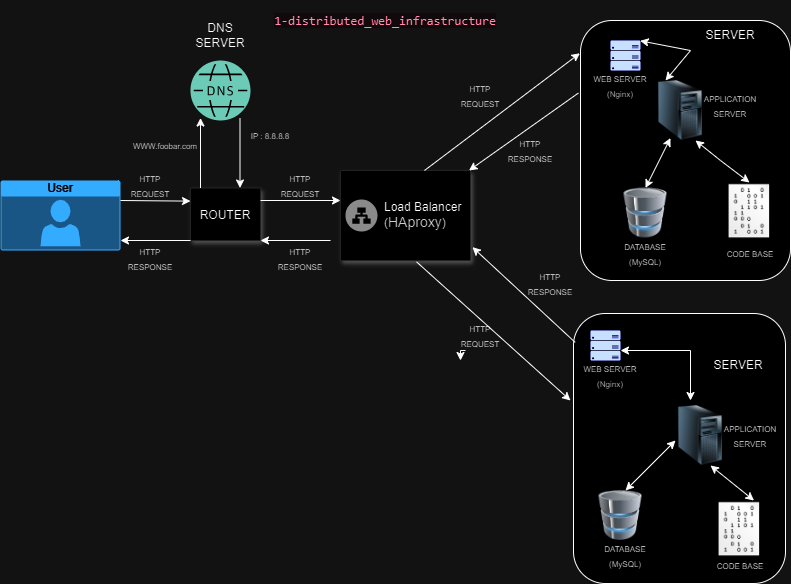 1-distributed_web_infrastructure
DNS
SERVER
DNS
WWW.foobar.com
IP : 8.8.8.8
User
HTTP
REQUEST
HTTP
RESPONSE
ROUTER
HTTP
REQUEST
HTTP
RESPONSE
Load Balancer
(HAproxy)
HTTP
REQUEST
HTTP
RESPONSE
SERVER
WEB SERVER
(Nginx)
APPLICATION
SERVER
DATABASE
(MySQL)
CODE BASE
HTTP
RESPONSE
HTTP
REQUEST
SERVER
WEB SERVER
(Nginx)
APPLICATION
SERVER
DATABASE
(MySQL)
CODE BASE